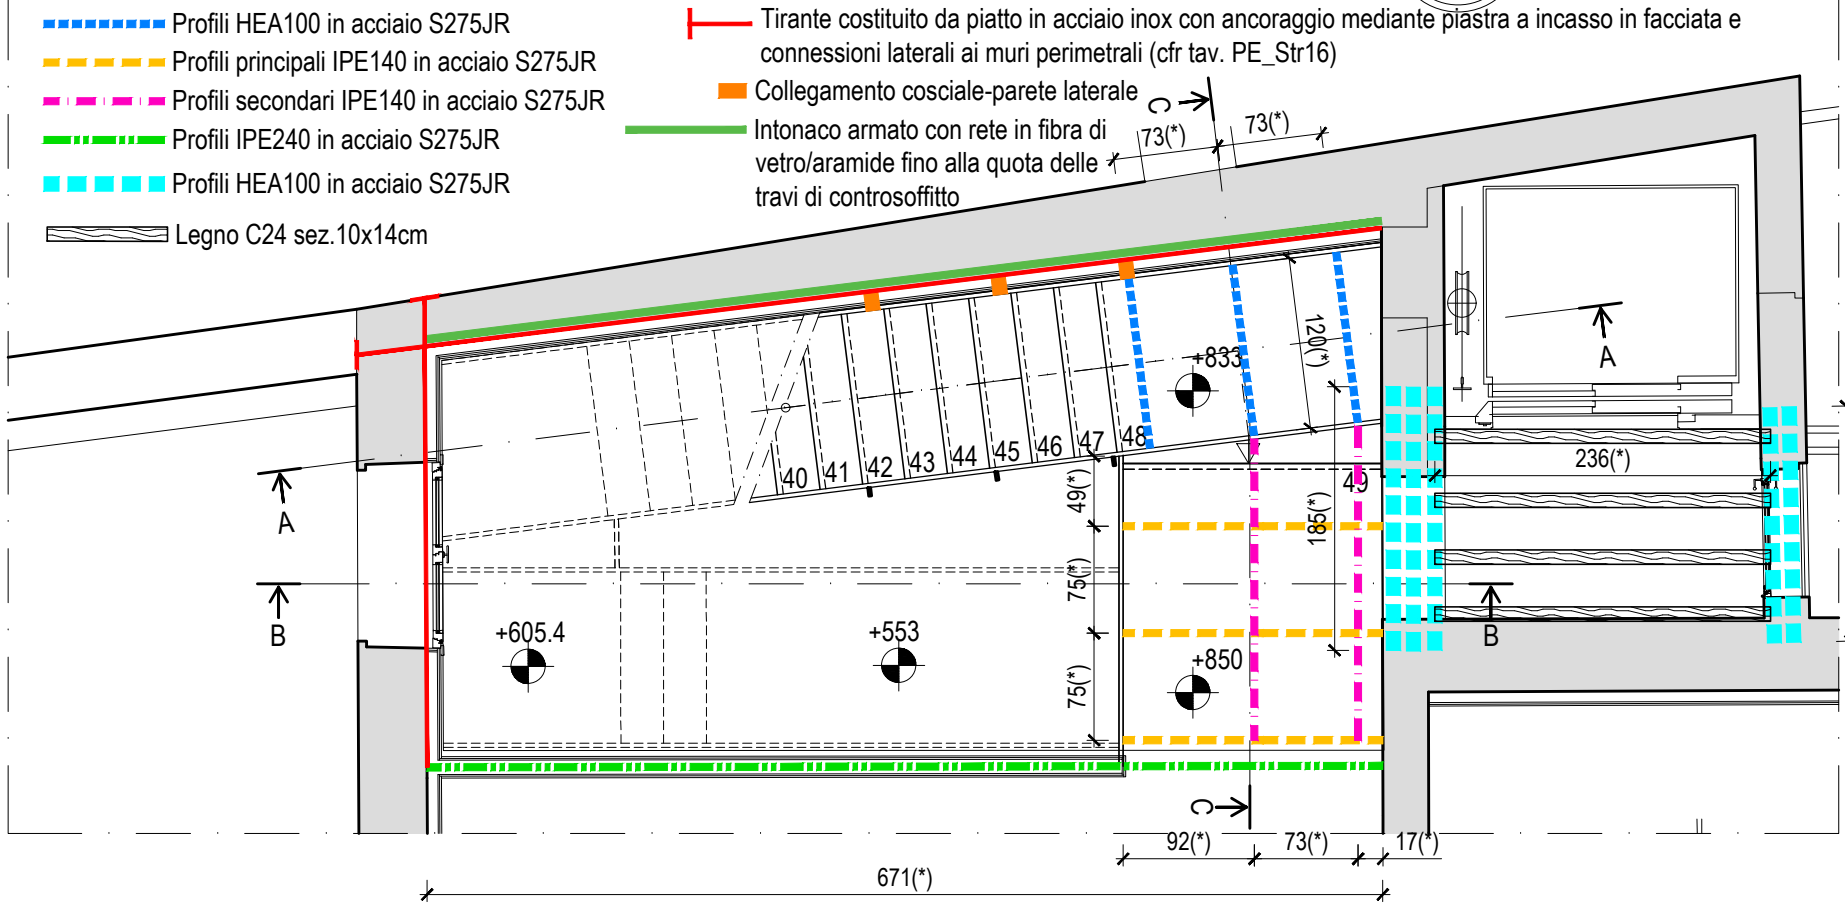 Profili HEA100 in acciaio S275JR
Profili principali IPE140 in acciaio S275JR
Profili secondari IPE140 in acciaio S275JR
Profili IPE240 in acciaio S275JR
Profili HEA100 in acciaio S275JR
Legno C24 sez.10x14cm
Tirante costituito da piatto in acciaio inox con ancoraggio mediante piastra a incasso in facciata e
connessioni laterali ai muri perimetrali (cfr tav. PE_Str16)
Collegamento cosciale-parete laterale
Intonaco armato con rete in fibra di
vetro/aramide fino alla quota delle
travi di controsoffitto
C
73(*)
73(*)
120(*)
+833
A
40
41
42
43
44
45
46
47
48
49
236(*)
185(*)
49(*)
75(*)
75(*)
A
B
B
+605.4
+553
+850
C
92(*)
73(*)
17(*)
671(*)